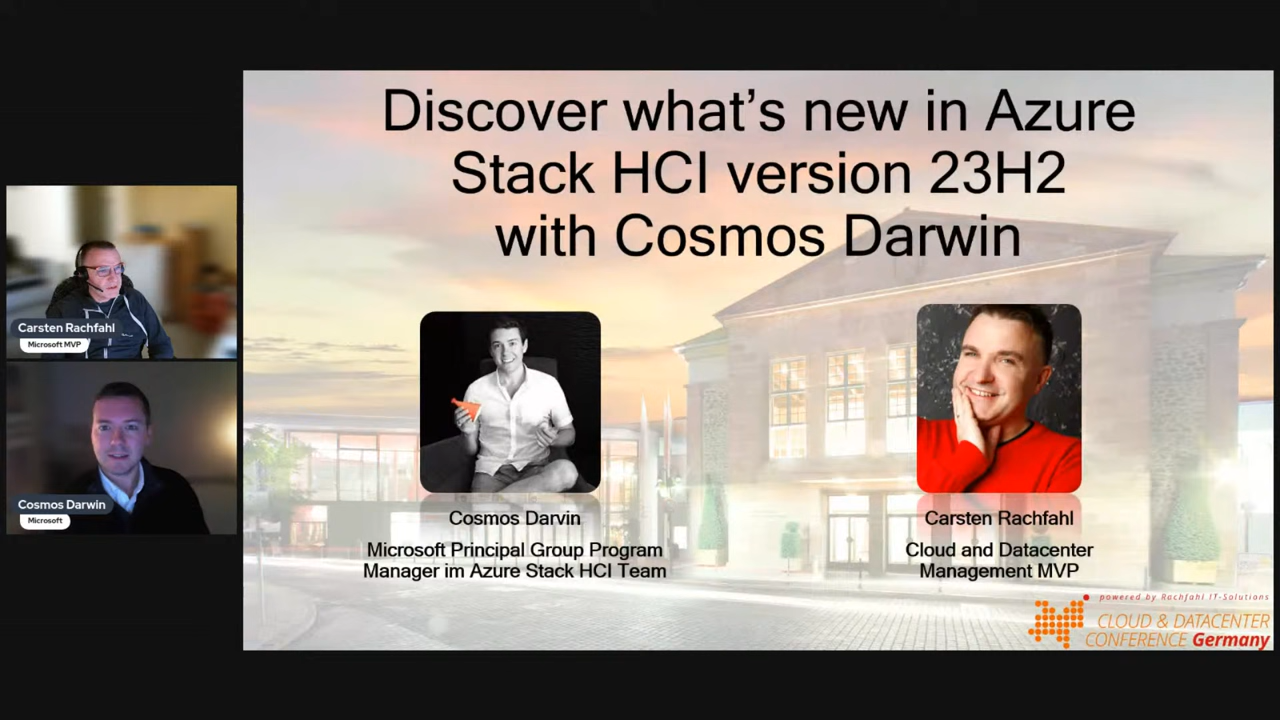 Discover what's new in Azure
Stack HCI version 23H2
with Cosmos Darwin
Carsten Rachfahl
Microsoft MVP
Cosmos Darwin
Microsoft
Cosmos Darvin
Microsoft Principal Group Program
Manager im Azure Stack HCI Team
Carsten Rachfahl
Cloud and Datacenter
Management MVP
powered by Rachfahl IT-Solutions
CLOUD & DATACENTER
CONFERENCE Germany